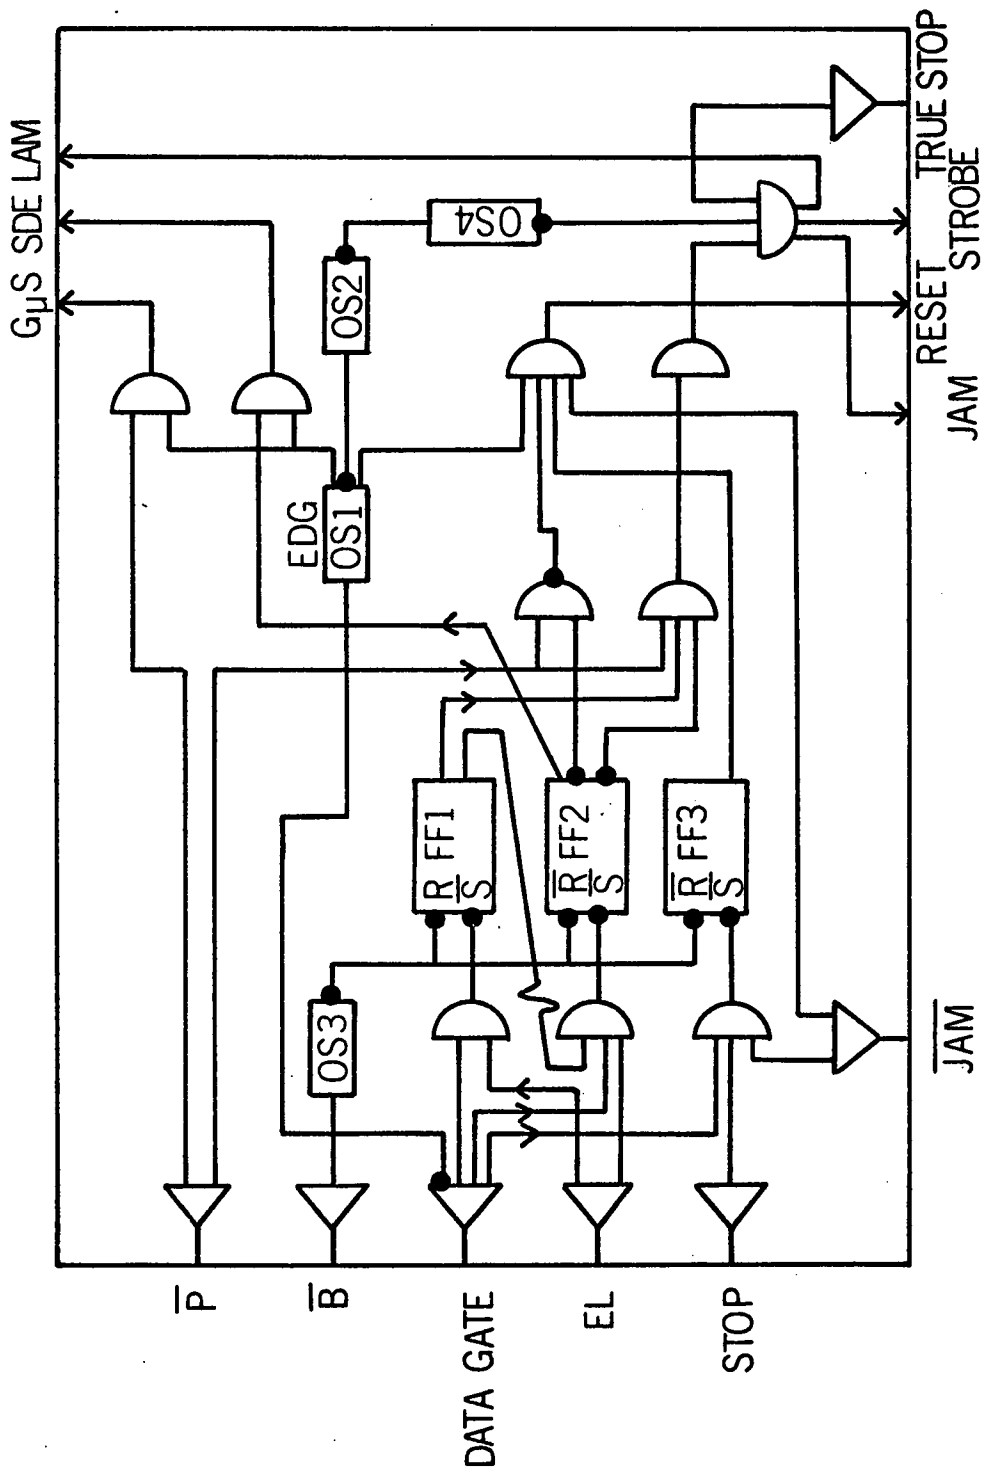 GμS SDE LAM
TRUE STOP
STROBE
RESET
JAM
OS4
OS2
EDG
OS1
R̅ FF1
S̅
R̅ FF2
S̅
R̅ FF3
S̅
OS3
J̅A̅M̅
P̅
B̅
DATA GATE
EL
STOP